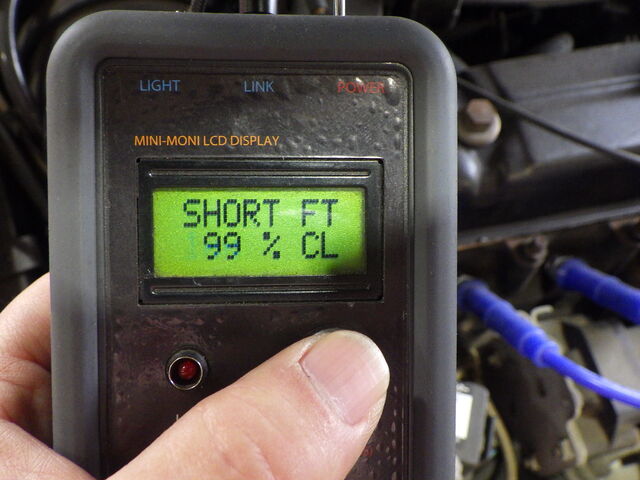 LIGHT LINK POWER
MINI-MONI LCD DISPLAY
SHORT FT
99 % CL